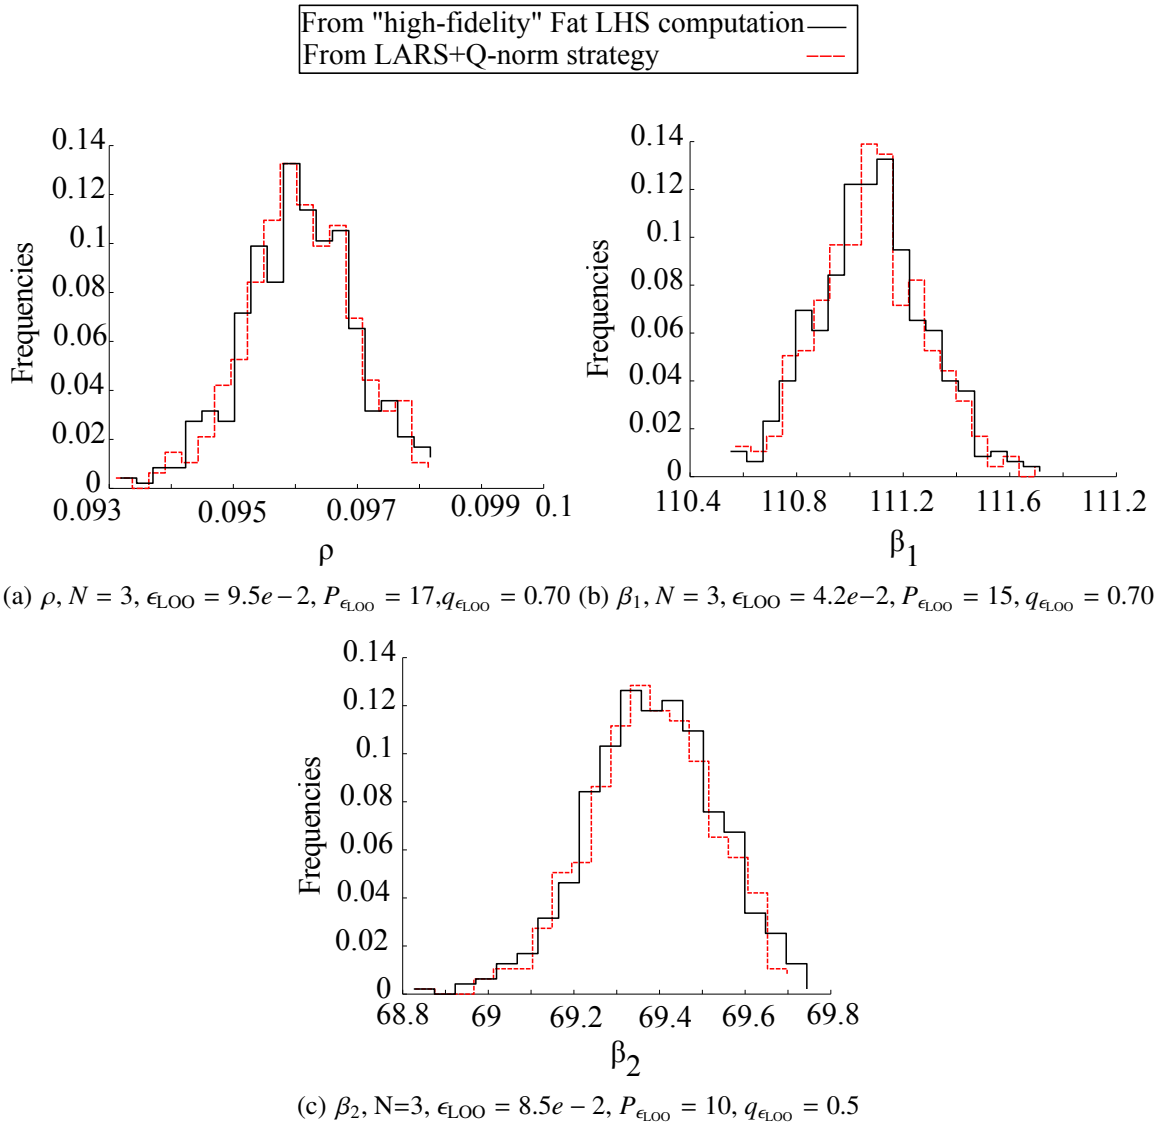 From "high-fidelity" Fat LHS computation
From LARS+Q-norm strategy
0.14
0.12
0.1
0.08
0.06
0.04
0.02
0
Frequencies
0.093 0.095 0.097 0.099 0.1
ρ
0.14
0.12
0.1
0.08
0.06
0.04
0.02
0
Frequencies
110.4 110.8 111.2 111.6 111.2
β1
(a) ρ, N = 3, ϵLOO = 9.5e − 2, PϵLOO = 17,qϵLOO = 0.70 (b) β1, N = 3, ϵLOO = 4.2e−2, PϵLOO = 15, qϵLOO = 0.70
0.14
0.12
0.1
0.08
0.06
0.04
0.02
0
Frequencies
68.8 69 69.2 69.4 69.6 69.8
β2
(c) β2, N=3, ϵLOO = 8.5e − 2, PϵLOO = 10, qϵLOO = 0.5